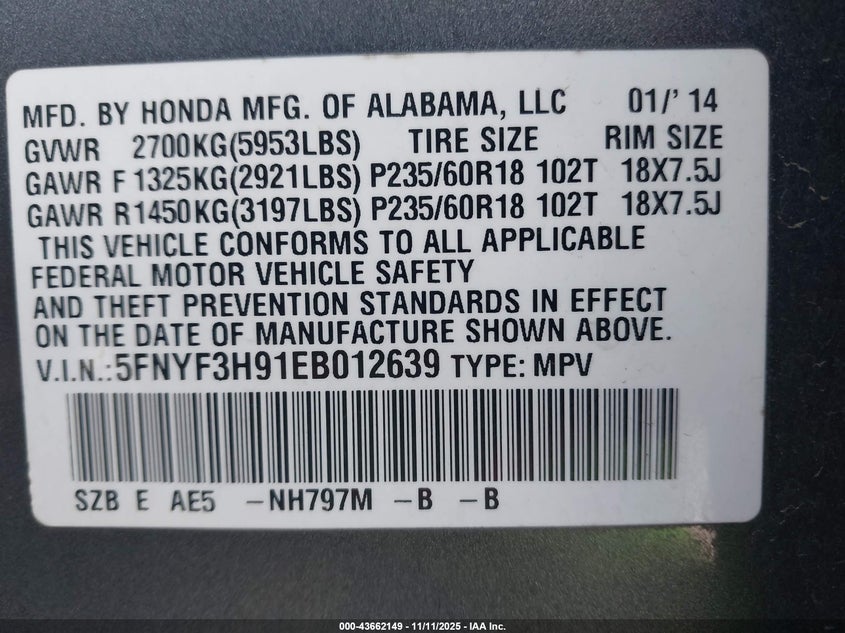 MFD. BY HONDA MFG. OF ALABAMA, LLC 01/' 14
GVWR 2700KG(5953LBS) TIRE SIZE RIM SIZE
GAWR F 1325KG(2921LBS) P235/60R18 102T 18X7.5J
GAWR R1450KG(3197LBS) P235/60R18 102T 18X7.5J
THIS VEHICLE CONFORMS TO ALL APPLICABLE
FEDERAL MOTOR VEHICLE SAFETY
AND THEFT PREVENTION STANDARDS IN EFFECT
ON THE DATE OF MANUFACTURE SHOWN ABOVE.
V.I.N.:5FNYF3H91EB012639 TYPE: MPV
SZB E AE5 -NH797M -B -B
000-43662149 - 11/11/2025 - IAA Inc.